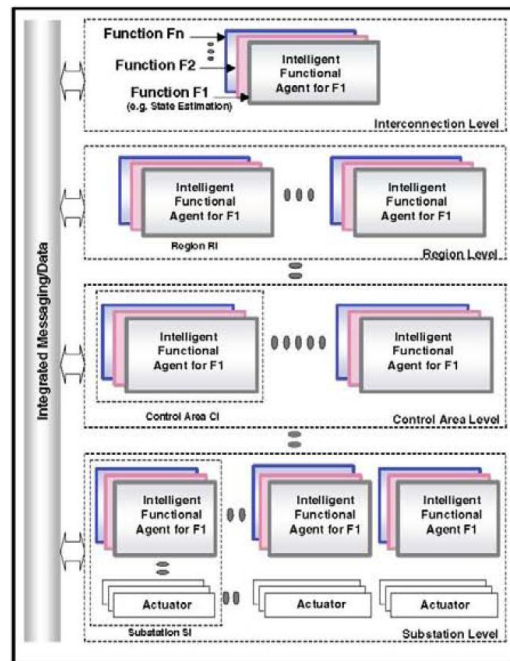 Function Fn
Function F2
Function F1
(e.g. State Estimation)
Intelligent
Functional
Agent for F1
Interconnection Level
Intelligent
Functional
Agent for F1
Intelligent
Functional
Agent for F1
Region RI
Region Level
Intelligent
Functional
Agent for F1
Intelligent
Functional
Agent for F1
Control Area CI
Control Area Level
Intelligent
Functional
Agent for F1
Intelligent
Functional
Agent for F1
Intelligent
Functional
Agent F1
Actuator
Actuator
Actuator
Substation SI
Substation Level
Integrated Messaging/Data